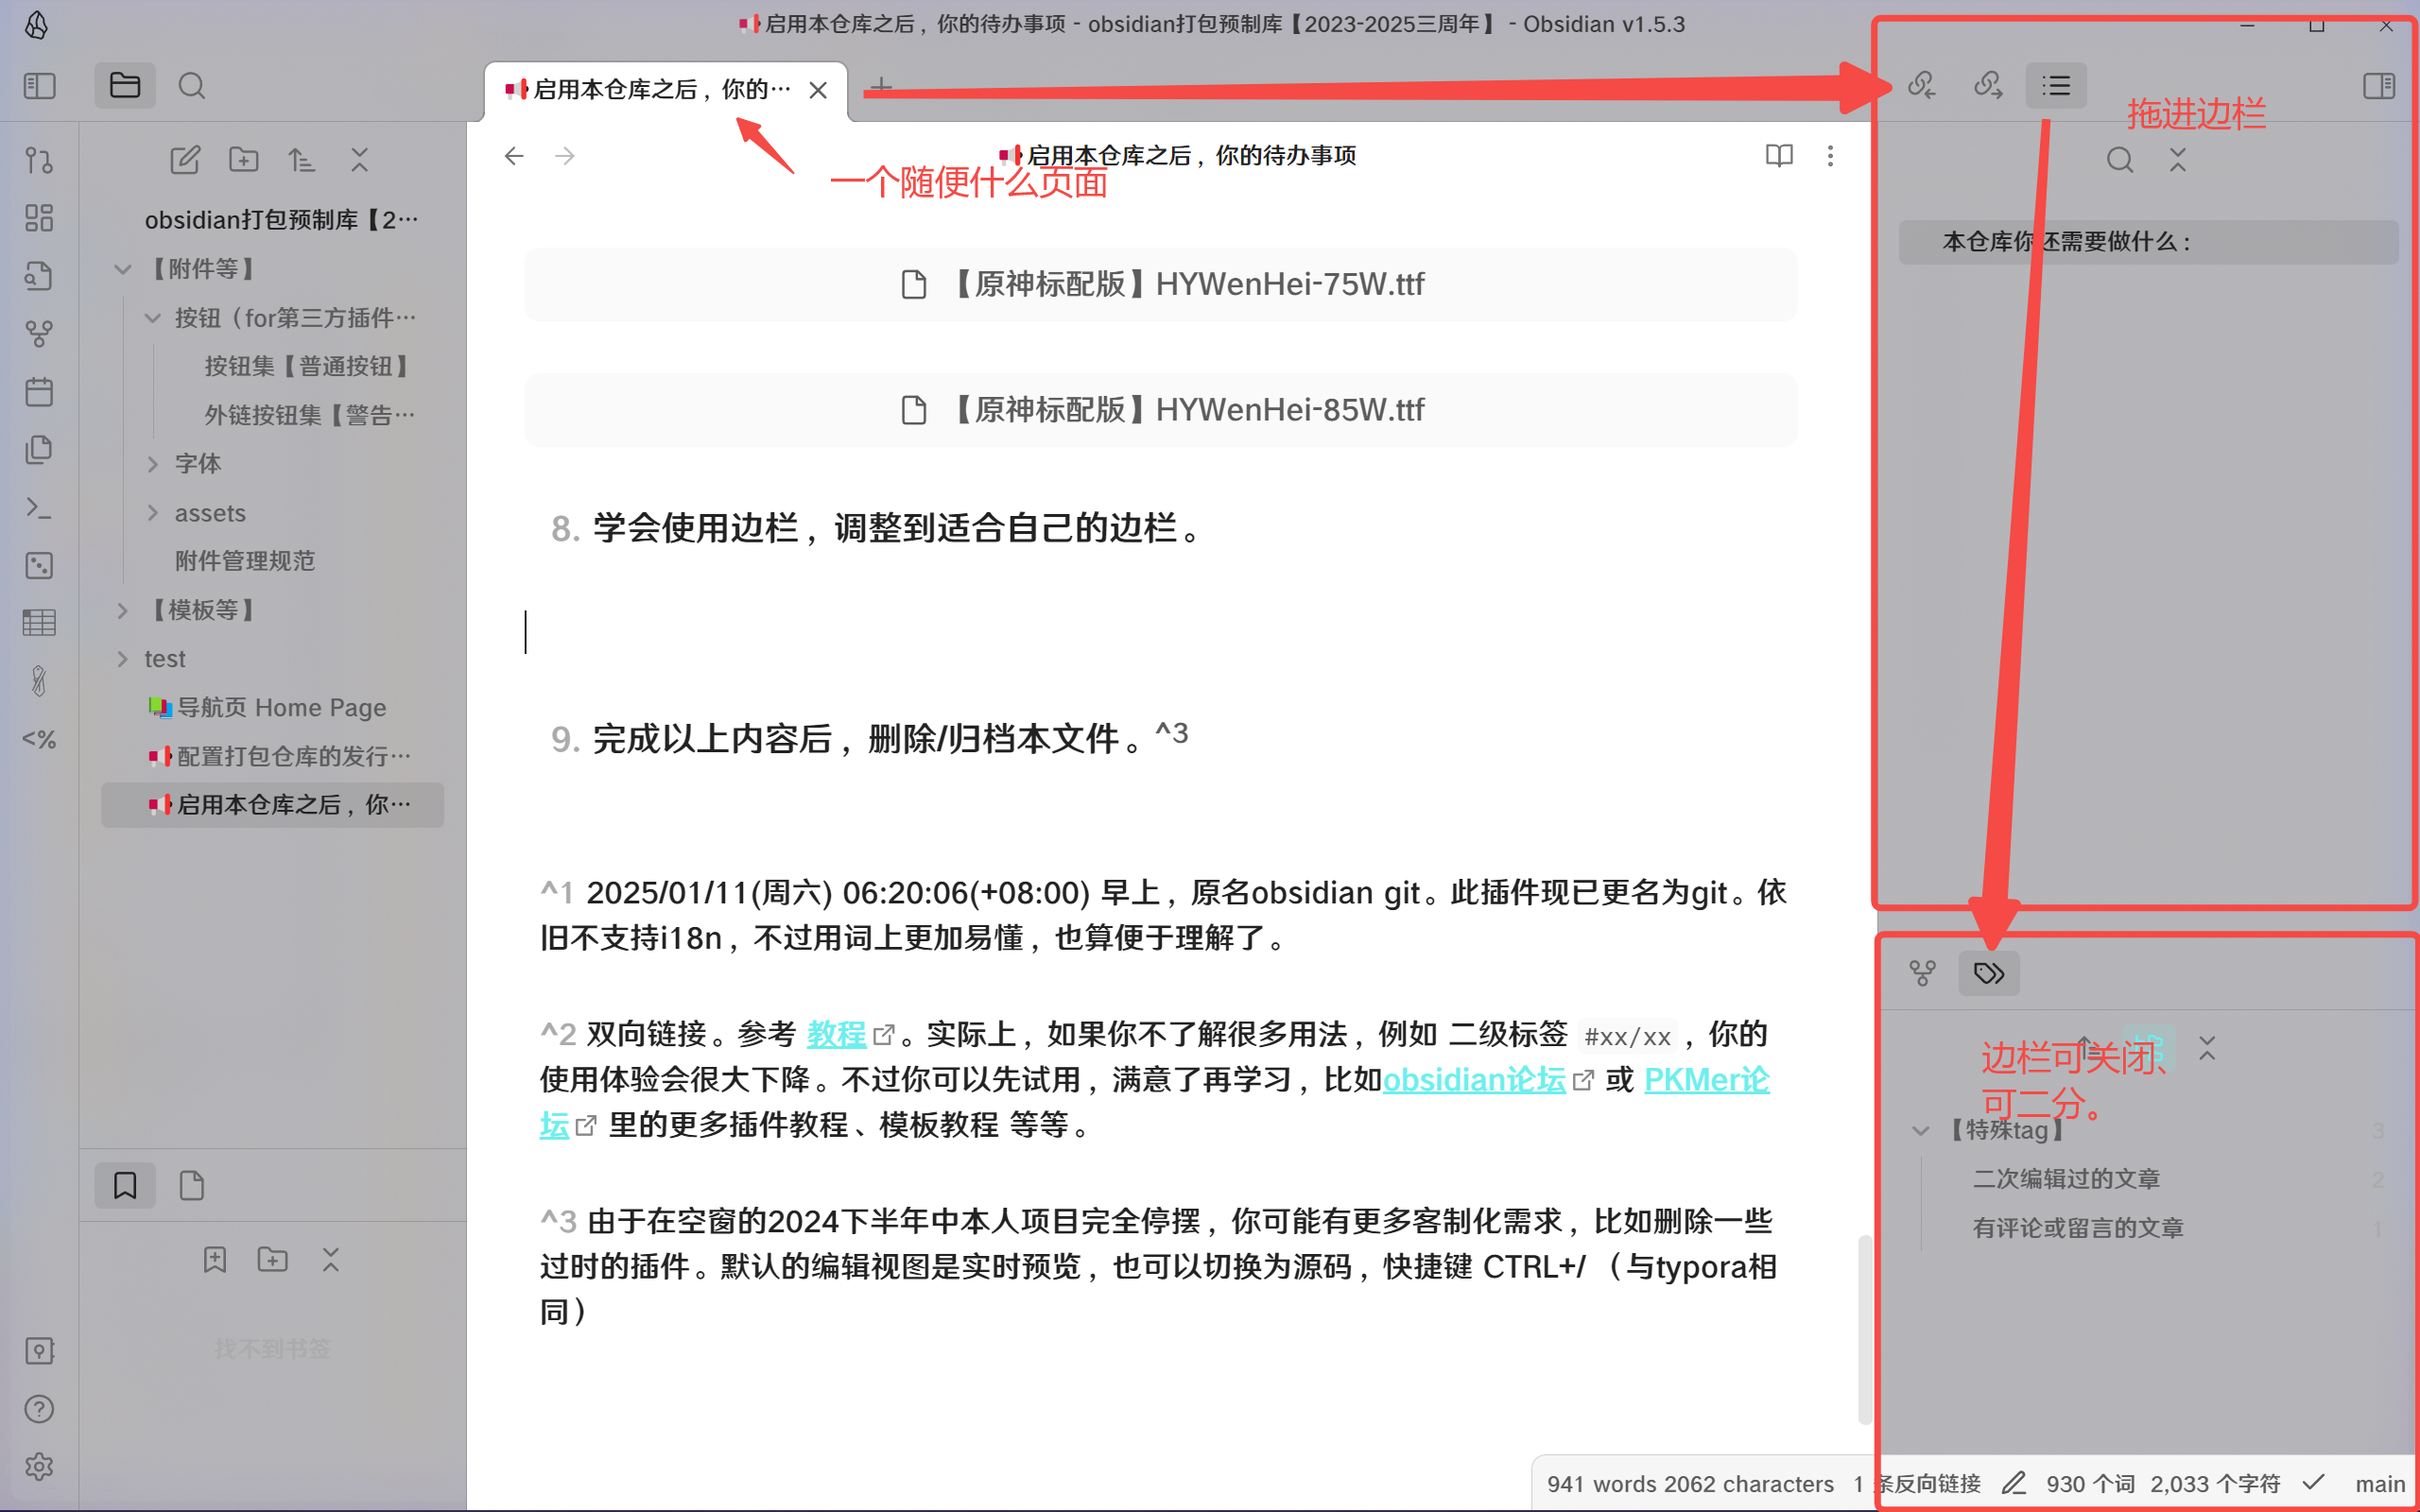 启用本仓库之后，你的待办事项 - obsidian打包预制库【2023-2025三周年】 - Obsidian v1.5.3
启用本仓库之后，你的…
拖进边栏
启用本仓库之后，你的待办事项
一个随便什么页面
obsidian打包预制库【2…
【附件等】
按钮（for第三方插件…
按钮集【普通按钮】
外链按钮集【警告…
字体
assets
附件管理规范
【模板等】
test
导航页 Home Page
配置打包仓库的发行…
启用本仓库之后，你…
<%
找不到书签
【原神标配版】HYWenHei-75W.ttf
【原神标配版】HYWenHei-85W.ttf
8. 学会使用边栏，调整到适合自己的边栏。
9. 完成以上内容后，删除/归档本文件。^3
^1 2025/01/11(周六) 06:20:06(+08:00) 早上，原名obsidian git。此插件现已更名为git。依
旧不支持i18n，不过用词上更加易懂，也算便于理解了。
^2 双向链接。参考 教程。实际上，如果你不了解很多用法，例如 二级标签 #xx/xx，你的
使用体验会很大下降。不过你可以先试用，满意了再学习，比如obsidian论坛 或 PKMer论
坛 里的更多插件教程、模板教程 等等。
^3 由于在空窗的2024下半年中本人项目完全停摆，你可能有更多客制化需求，比如删除一些
过时的插件。默认的编辑视图是实时预览，也可以切换为源码，快捷键 CTRL+/ （与typora相
同）
本仓库你还需要做什么：
边栏可关闭、
可二分。
【特殊tag】 3
二次编辑过的文章 2
有评论或留言的文章 1
941 words 2062 characters 1 条反向链接 930 个词 2,033 个字符 main